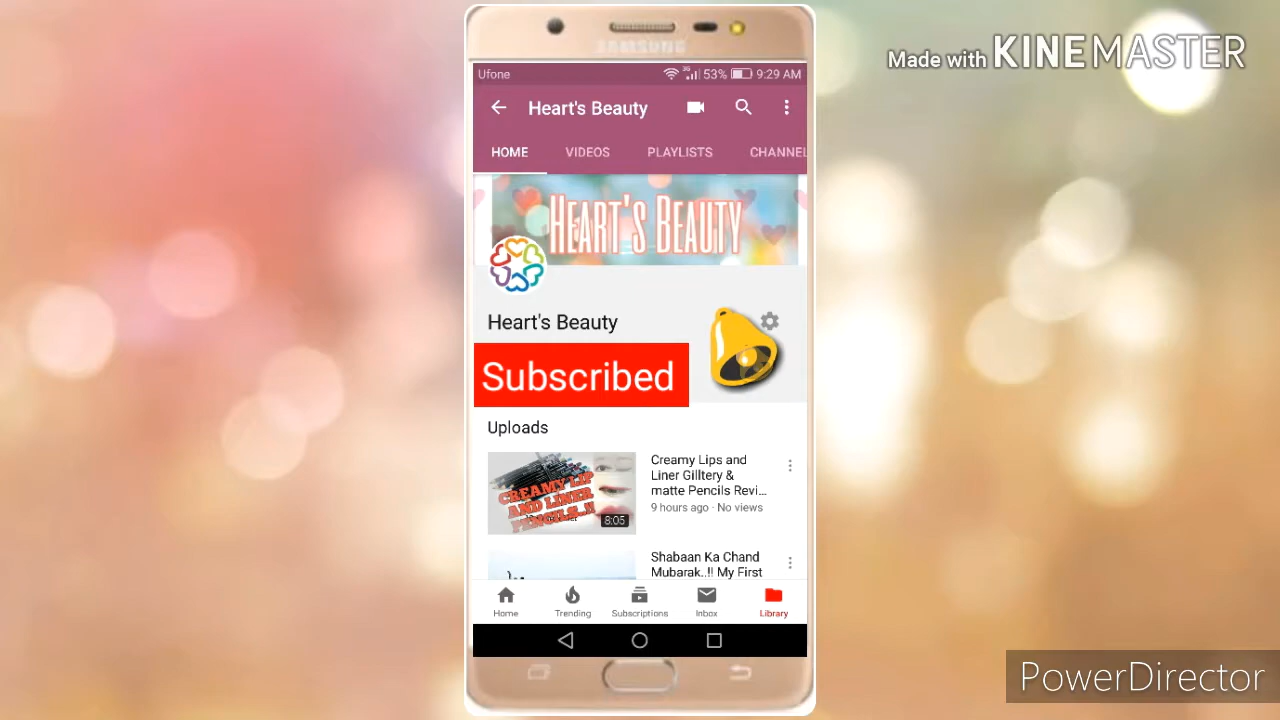 Made with KINEMASTER
SAMSUNG
Ufone
3G 53% 9:29 AM
Heart's Beauty
HOME VIDEOS PLAYLISTS CHANNEL
HEART'S BEAUTY
Heart's Beauty
Subscribed
Uploads
CREAMY LIP
AND LINER
PENCILS..!!
8:05
Creamy Lips and
Liner Gilltery &
matte Pencils Revi...
9 hours ago · No views
Shabaan Ka Chand
Mubarak..!! My First
Home Trending Subscriptions Inbox Library
PowerDirector